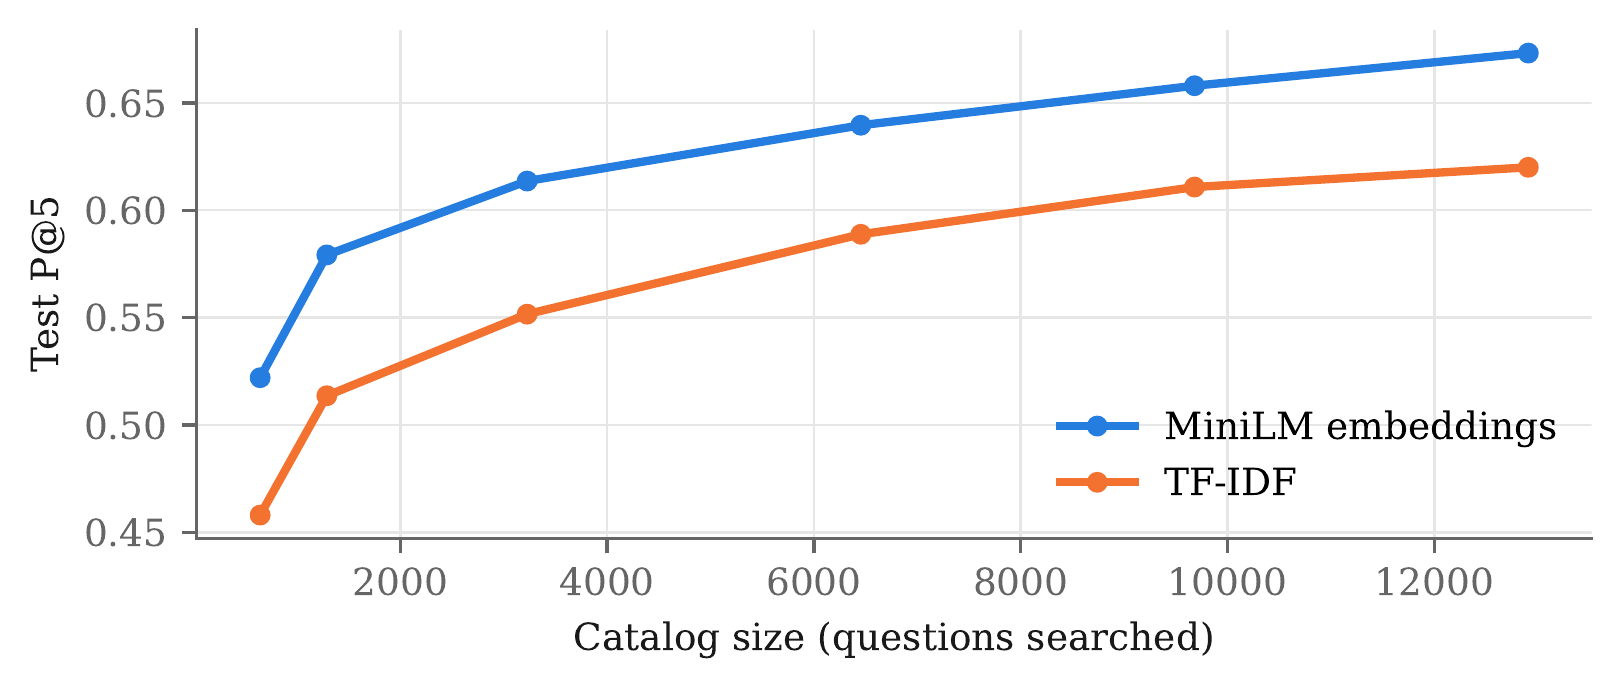 0.65
0.60
0.55
0.50
0.45
Test P@5
MiniLM embeddings
TF-IDF
2000 4000 6000 8000 10000 12000
Catalog size (questions searched)